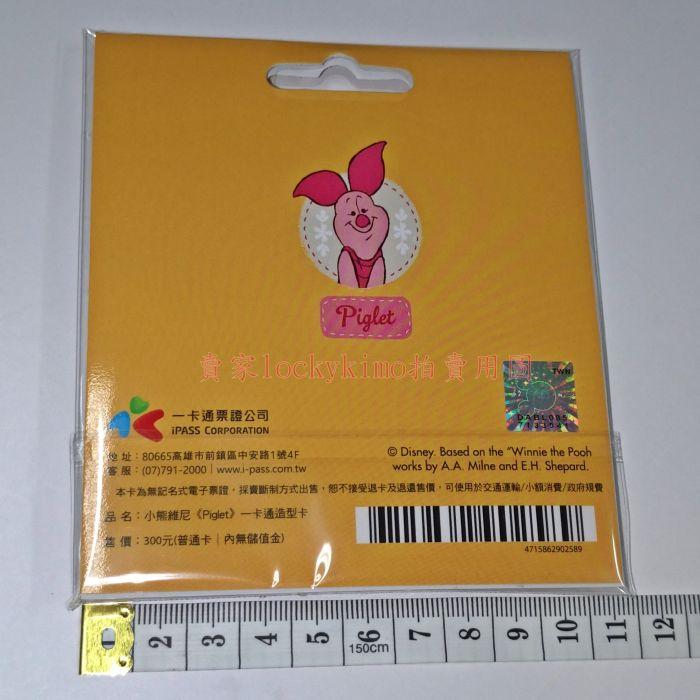 Piglet
賣家lockykimo拍賣用圖
TWN
DABL085
7133541
一卡通票證公司
iPASS CORPORATION
地 址：80665高雄市前鎮區中安路1號4F
客 服：(07)791-2000│www.i-pass.com.tw
© Disney. Based on the "Winnie the Pooh
works by A.A. Milne and E.H. Shepard.
本卡為無記名式電子票證，採賣斷制方式出售，恕不接受退卡及退還售價，可使用於交通運輸/小額消費/政府規費
品 名：小熊維尼《Piglet》一卡通造型卡
售 價：300元(普通卡│內無儲值金)
4715862902589
2 3 4 5 6 7 8 9 10 11 12
150cm